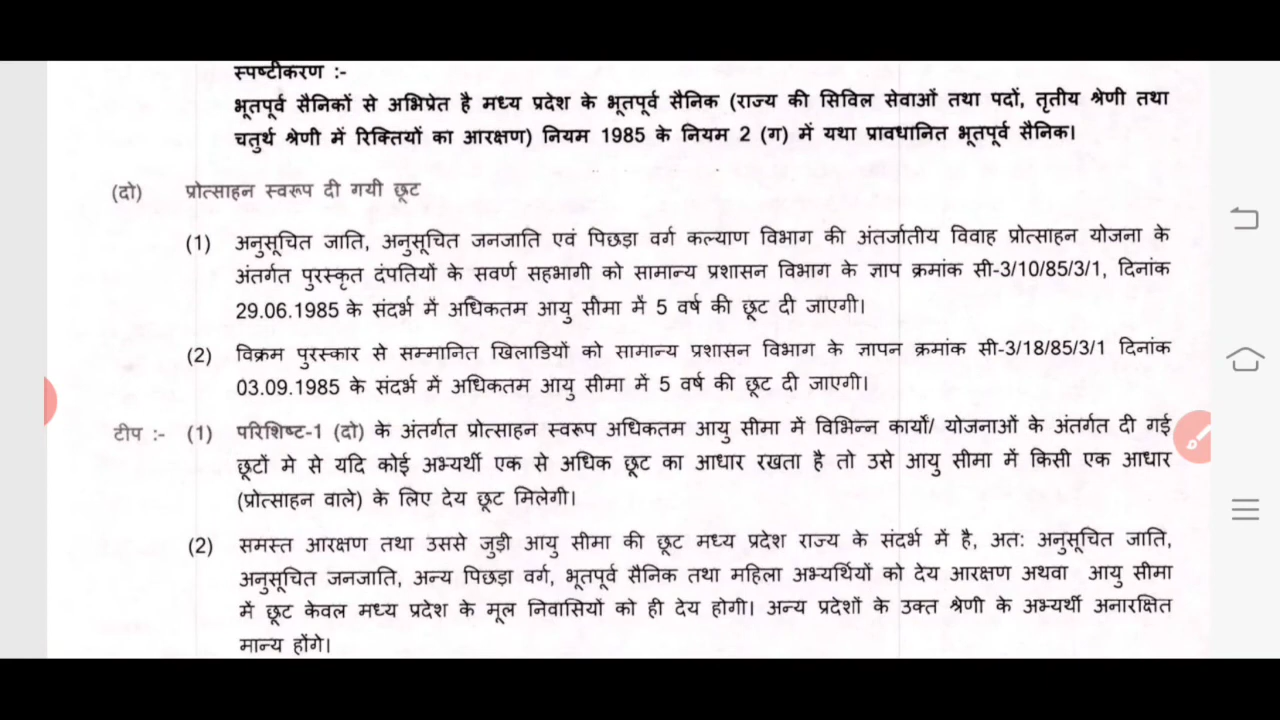 स्पष्टीकरण :-
भूतपूर्व सैनिकों से अभिप्रेत है मध्य प्रदेश के भूतपूर्व सैनिक (राज्य की सिविल सेवाओं तथा पदों, तृतीय श्रेणी तथा
चतुर्थ श्रेणी में रिक्तियों का आरक्षण) नियम 1985 के नियम 2 (ग) में यथा प्रावधानित भूतपूर्व सैनिक।
(दो) प्रोत्साहन स्वरूप दी गयी छूट
(1) अनुसूचित जाति, अनुसूचित जनजाति एवं पिछड़ा वर्ग कल्याण विभाग की अंतर्जातीय विवाह प्रोत्साहन योजना के
अंतर्गत पुरस्कृत दंपतियों के सवर्ण सहभागी को सामान्य प्रशासन विभाग के ज्ञाप क्रमांक सी-3/10/85/3/1, दिनांक
29.06.1985 के संदर्भ में अधिकतम आयु सीमा में 5 वर्ष की छूट दी जाएगी।
(2) विक्रम पुरस्कार से सम्मानित खिलाडियों को सामान्य प्रशासन विभाग के ज्ञापन क्रमांक सी-3/18/85/3/1 दिनांक
03.09.1985 के संदर्भ में अधिकतम आयु सीमा में 5 वर्ष की छूट दी जाएगी।
टीप :- (1) परिशिष्ट-1 (दो) के अंतर्गत प्रोत्साहन स्वरूप अधिकतम आयु सीमा में विभिन्न कार्यों/ योजनाओं के अंतर्गत दी गई
छूटों मे से यदि कोई अभ्यर्थी एक से अधिक छूट का आधार रखता है तो उसे आयु सीमा में किसी एक आधार
(प्रोत्साहन वाले) के लिए देय छूट मिलेगी।
(2) समस्त आरक्षण तथा उससे जुड़ी आयु सीमा की छूट मध्य प्रदेश राज्य के संदर्भ में है, अत: अनुसूचित जाति,
अनुसूचित जनजाति, अन्य पिछड़ा वर्ग, भूतपूर्व सैनिक तथा महिला अभ्यर्थियों को देय आरक्षण अथवा आयु सीमा
में छूट केवल मध्य प्रदेश के मूल निवासियों को ही देय होगी। अन्य प्रदेशों के उक्त श्रेणी के अभ्यर्थी अनारक्षित
मान्य होंगे।